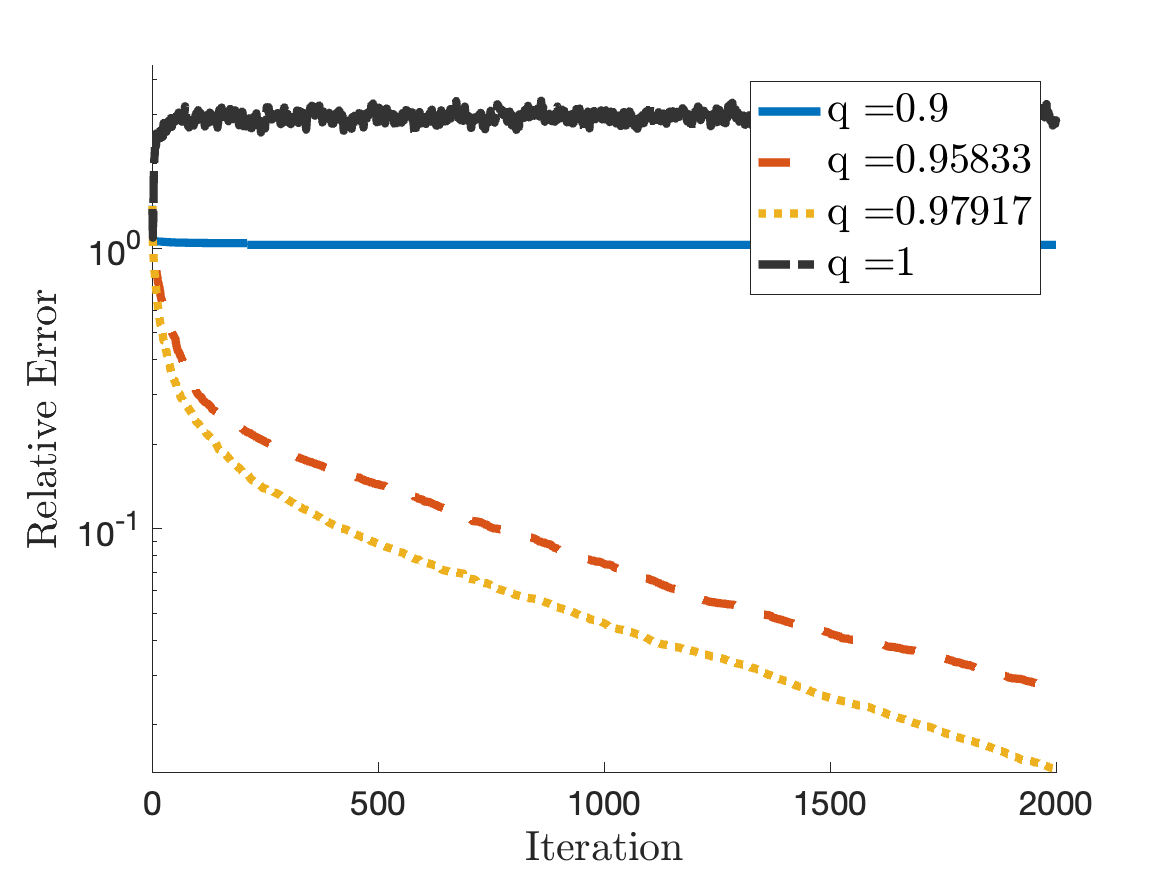 q =0.9
q =0.95833
q =0.97917
q =1
10^0
10^-1
Relative Error
0 500 1000 1500 2000
Iteration